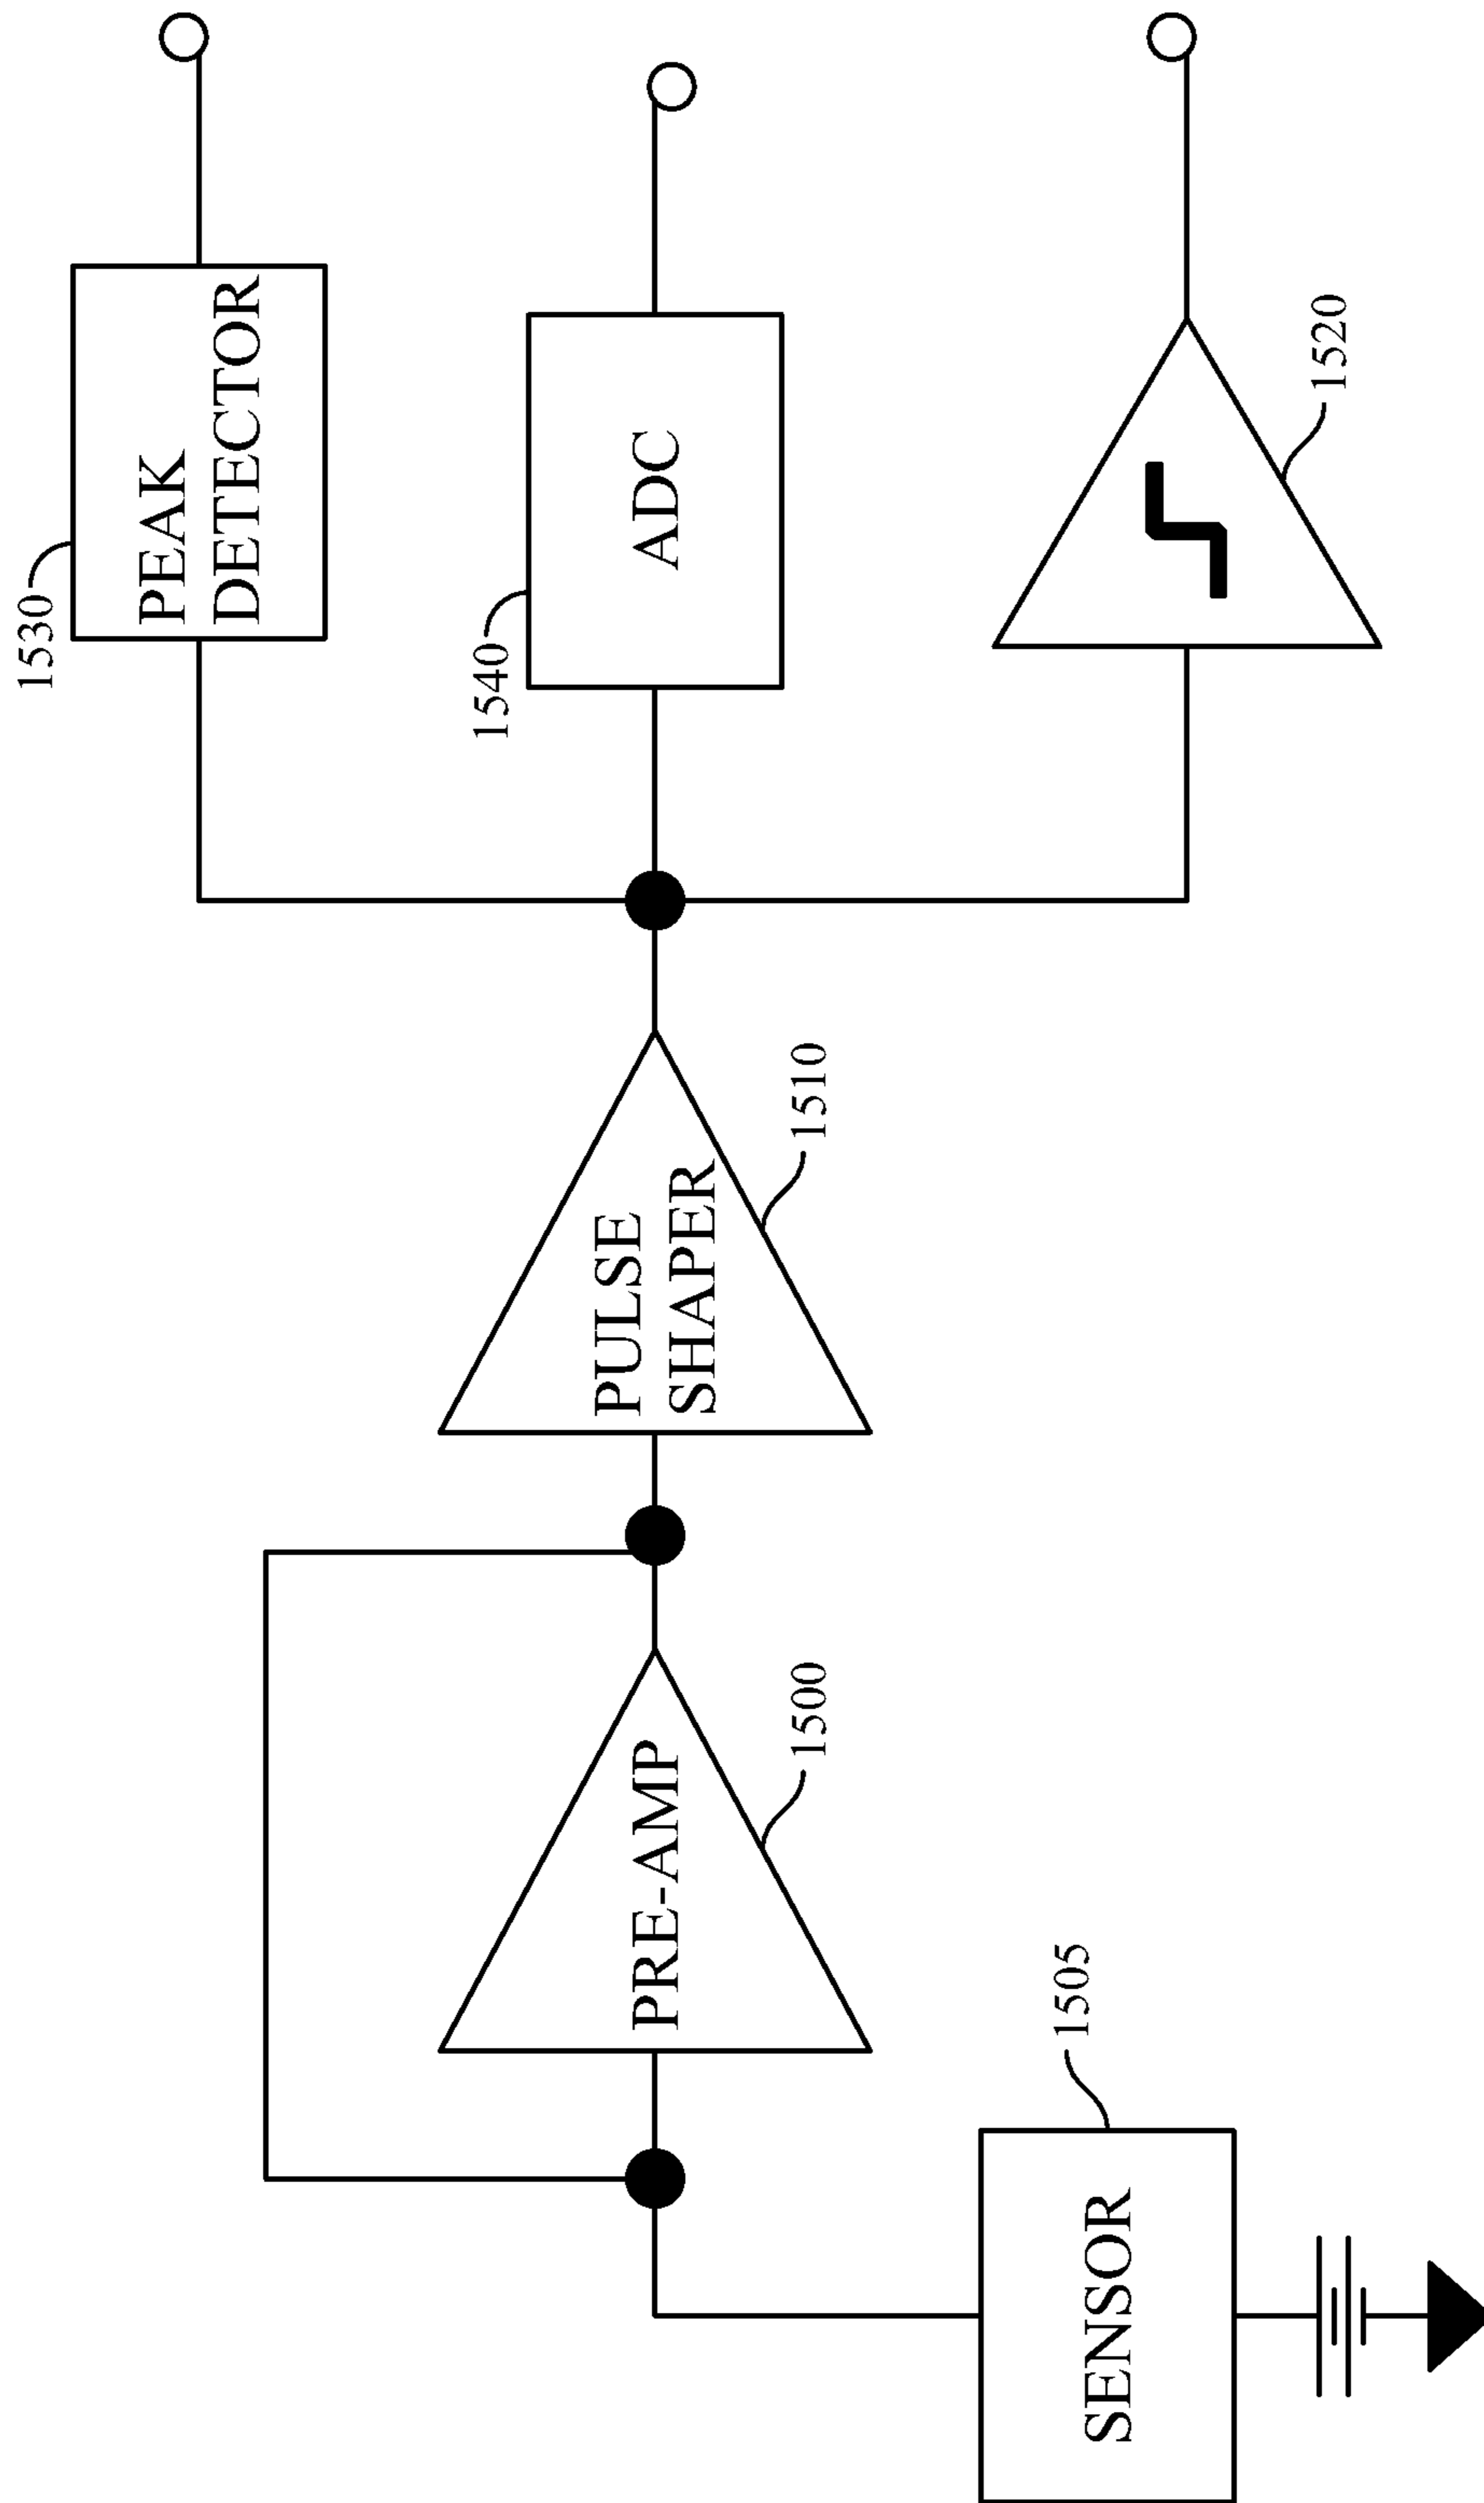 1530
PEAK
DETECTOR
1540
ADC
1520
PULSE
SHAPER
1510
PRE-AMP
1500
1505
SENSOR